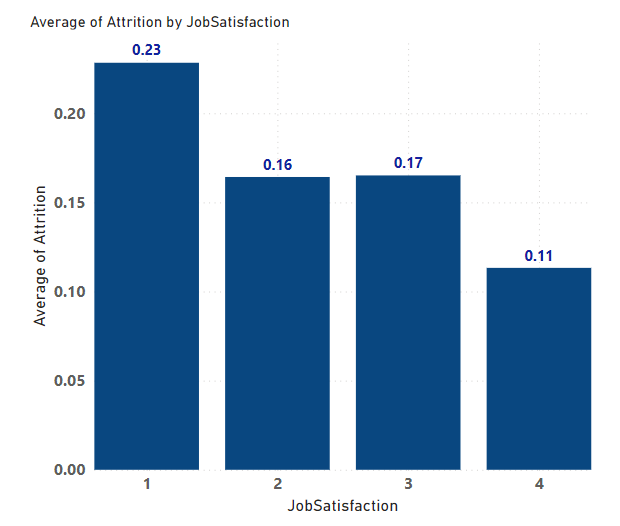 Average of Attrition by JobSatisfaction
0.23
0.20
0.16
0.17
0.15
0.11
0.10
0.05
0.00
Average of Attrition
1 2 3 4
JobSatisfaction